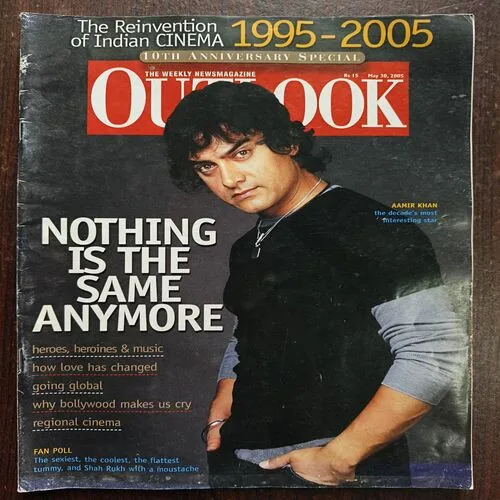 The Reinvention
of Indian CINEMA 1995-2005
10TH ANNIVERSARY SPECIAL
THE WEEKLY NEWSMAGAZINE Rs 15 May 30, 2005
OUTLOOK
AAMIR KHAN
the decade's most
interesting star
NOTHING
IS THE
SAME
ANYMORE
heroes, heroines & music
how love has changed
going global
why bollywood makes us cry
regional cinema
FAN POLL
The sexiest, the coolest, the flattest
tummy, and Shah Rukh with a moustache